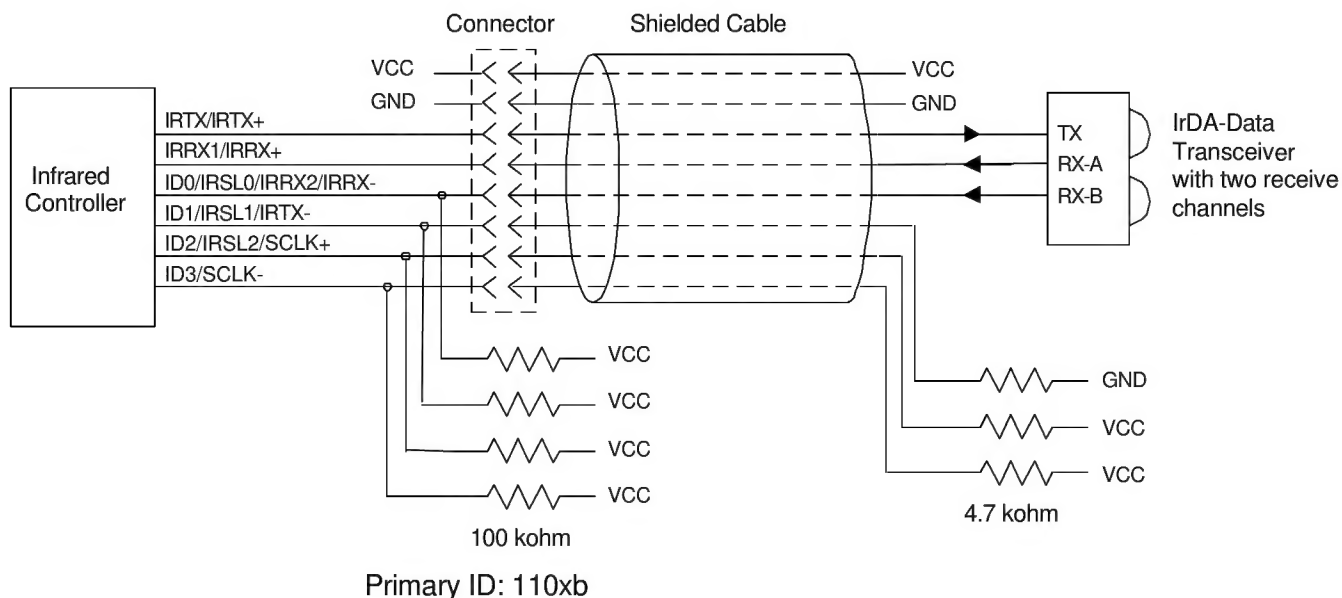 Connector
Shielded Cable
VCC
VCC
GND
GND
IRTX/IRTX+
IRRX1/IRRX+
ID0/IRSL0/IRRX2/IRRX-
ID1/IRSL1/IRTX-
ID2/IRSL2/SCLK+
ID3/SCLK-
Infrared
Controller
TX
RX-A
RX-B
IrDA-Data
Transceiver
with two receive
channels
VCC
VCC
VCC
VCC
100 kohm
GND
VCC
VCC
4.7 kohm
Primary ID: 110xb